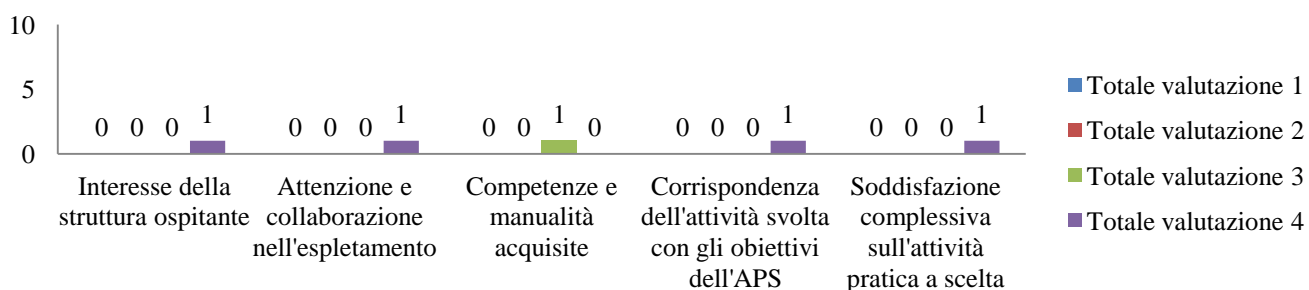 10
5
0
0 0 0 1 0 0 0 1 0 0 1 0 0 0 0 1 0 0 0 1
Interesse della
struttura ospitante
Attenzione e
collaborazione
nell'espletamento
Competenze e
manualità
acquisite
Corrispondenza
dell'attività svolta
con gli obiettivi
dell'APS
Soddisfazione
complessiva
sull'attività
pratica a scelta
Totale valutazione 1
Totale valutazione 2
Totale valutazione 3
Totale valutazione 4